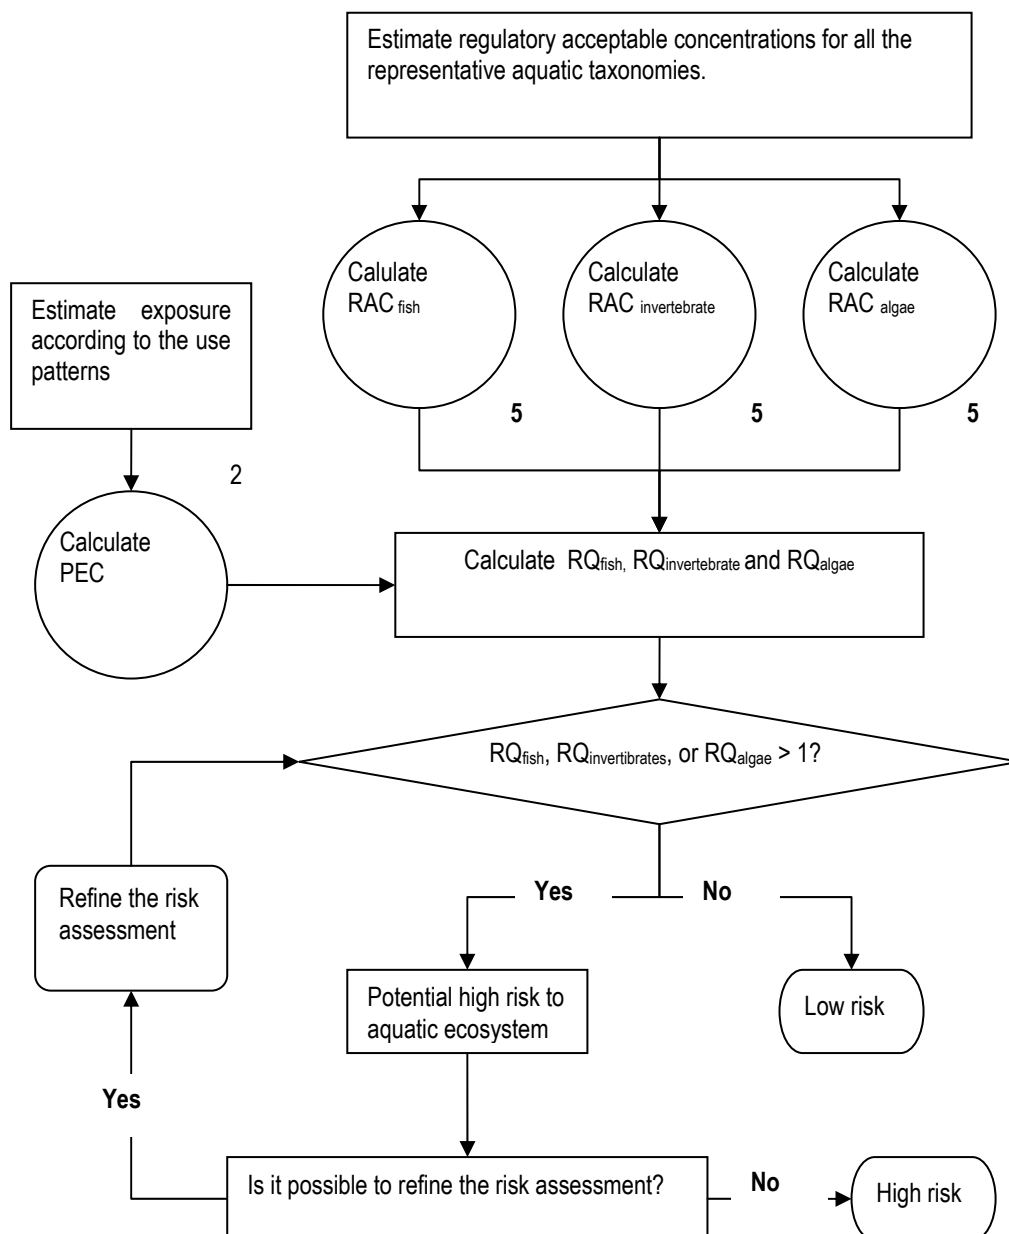 Estimate regulatory acceptable concentrations for all the
representative aquatic taxonomies.
Calulate
RAC fish
Calculate
RAC invertebrate
Calulate
RAC algae
Estimate exposure
according to the use
patterns
5
5
5
2
Calculate
PEC
Calculate RQfish, RQinvertebrate and RQalgae
RQfish, RQinvertibrates, or RQalgae > 1?
Yes
No
Refine the risk
assessment
Potential high risk to
aquatic ecosystem
Low risk
Yes
Is it possible to refine the risk assessment?
No
High risk